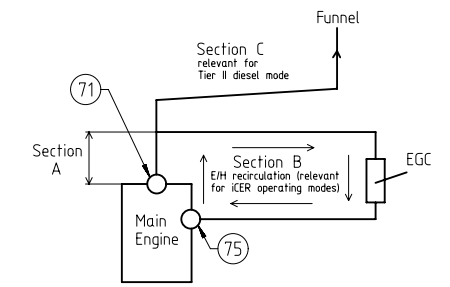 Funnel
Section C
relevant for
Tier II diesel mode
71
Section
A
Section B
E/H recirculation (relevant
for iCER operating modes)
EGC
Main
Engine
75